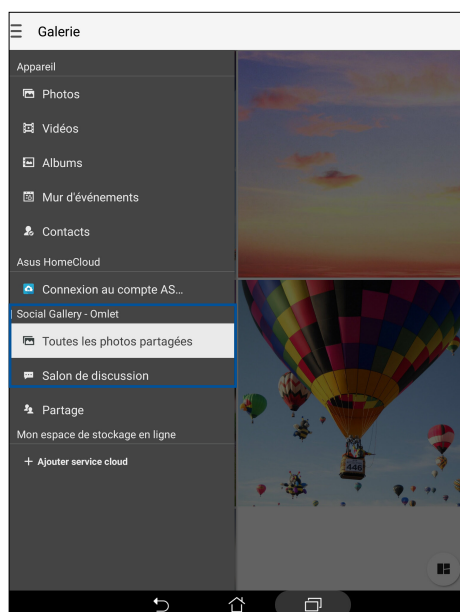 Galerie
Appareil
Photos
Vidéos
Albums
Mur d'événements
Contacts
Asus HomeCloud
Connexion au compte AS...
Social Gallery - Omlet
Toutes les photos partagées
Salon de discussion
Partage
Mon espace de stockage en ligne
+ Ajouter service cloud
446